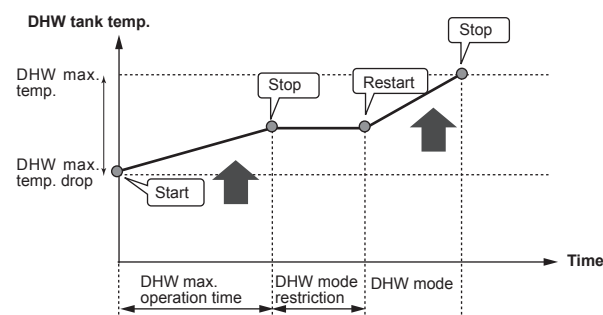 DHW tank temp.
Stop
DHW max.
temp.
Stop
Restart
DHW max.
temp. drop
Start
Time
DHW max.
operation time
DHW mode
restriction
DHW mode